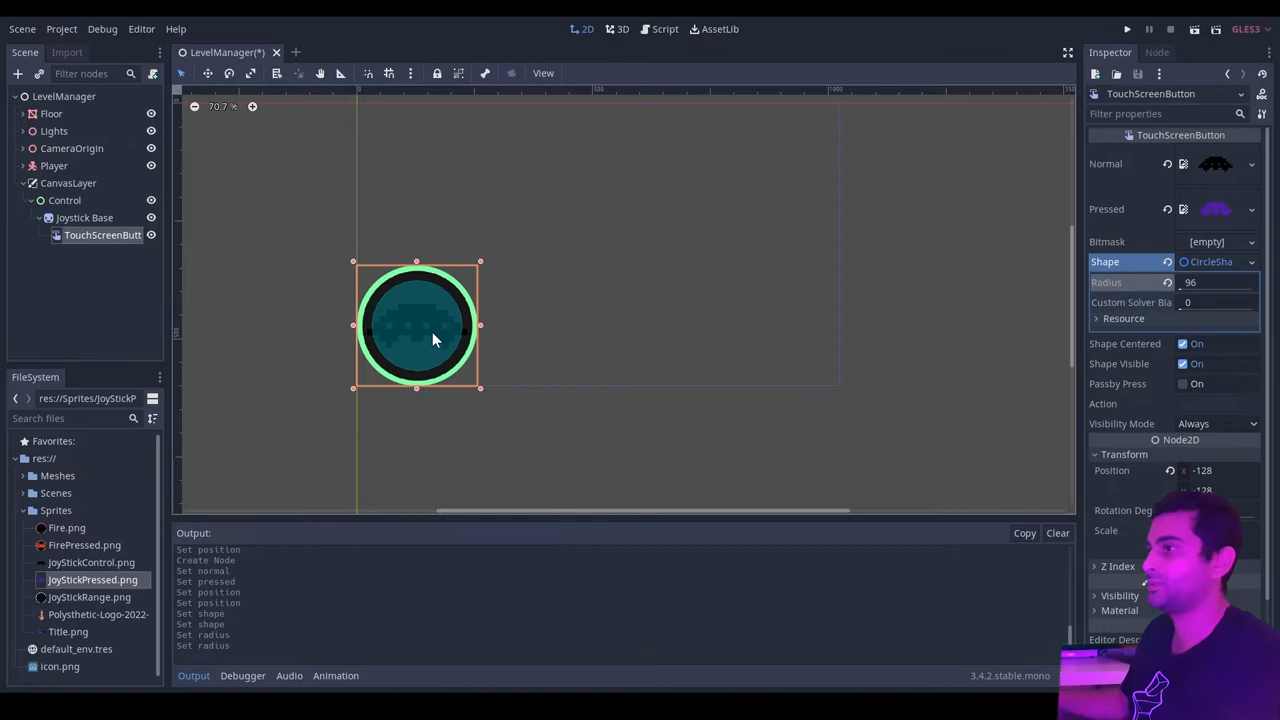 Scene Project Debug Editor Help
2D 3D Script AssetLib
GLES3
Scene Import
LevelManager(*)
Inspector Node
Filter nodes
View
TouchScreenButton
Filter properties
LevelManager
Floor
Lights
CameraOrigin
Player
CanvasLayer
Control
Joystick Base
TouchScreenButt
0 500 1000
70.7 %
TouchScreenButton
Normal
Pressed
Bitmask [empty]
Shape CircleSha
Radius 96
Custom Solver Bia 0
Resource
Shape Centered On
Shape Visible On
Passby Press On
Action
Visibility Mode Always
Node2D
Transform
Position x -128
-128
Rotation Deg
Scale
Z Index
Visibility
Material
Editor Descr
FileSystem
res://Sprites/JoyStickP
Search files
Favorites:
res://
Meshes
Scenes
Sprites
Fire.png
FirePressed.png
JoyStickControl.png
JoyStickPressed.png
JoyStickRange.png
Polysthetic-Logo-2022-
Title.png
default_env.tres
icon.png
Output:
Copy Clear
Set position
Create Node
Set normal
Set pressed
Set position
Set position
Set shape
Set shape
Set radius
Set radius
Output Debugger Audio Animation
3.4.2.stable.mono